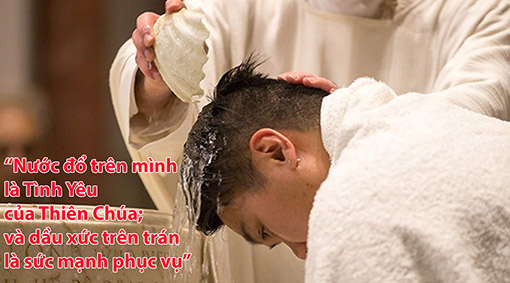 “Nước đổ trên mình
là Tình Yêu
của Thiên Chúa;
và dầu xức trên trán
là sức mạnh phục vụ”